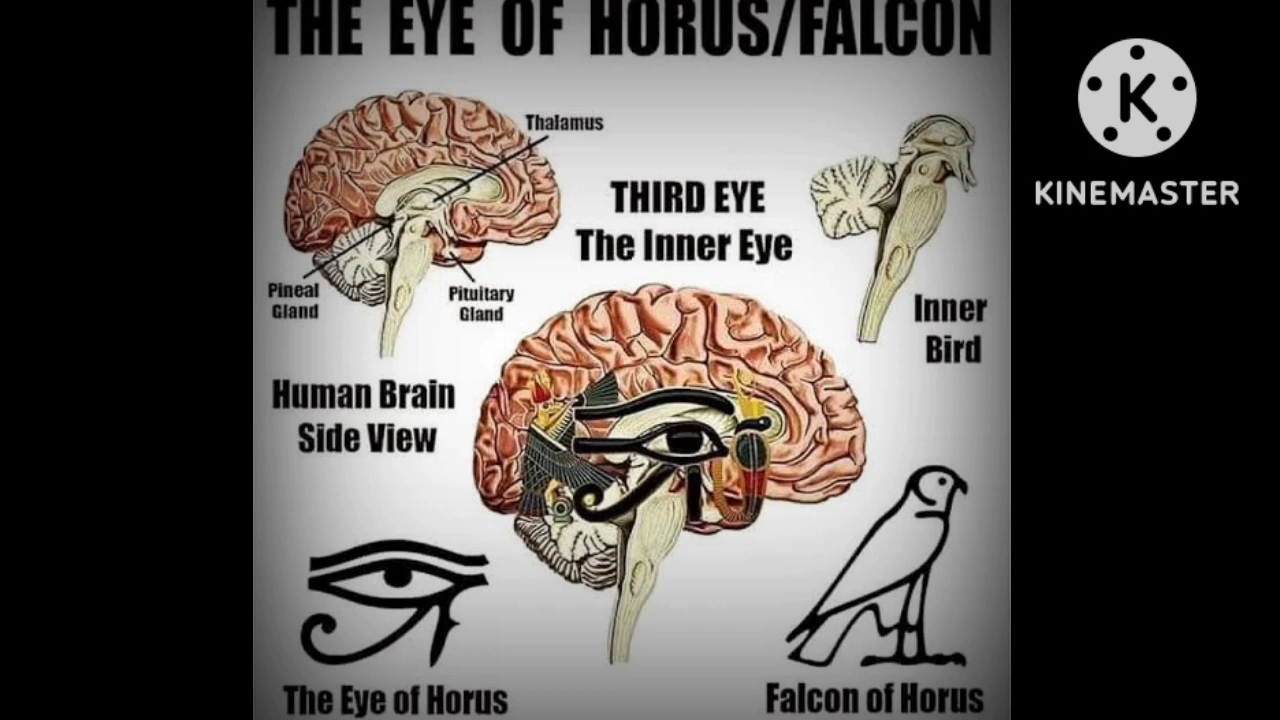 THE EYE OF HORUS/FALCON
K
KINEMASTER
Thalamus
THIRD EYE
The Inner Eye
Pineal
Gland
Pituitary
Gland
Inner
Bird
Human Brain
Side View
The Eye of Horus
Falcon of Horus